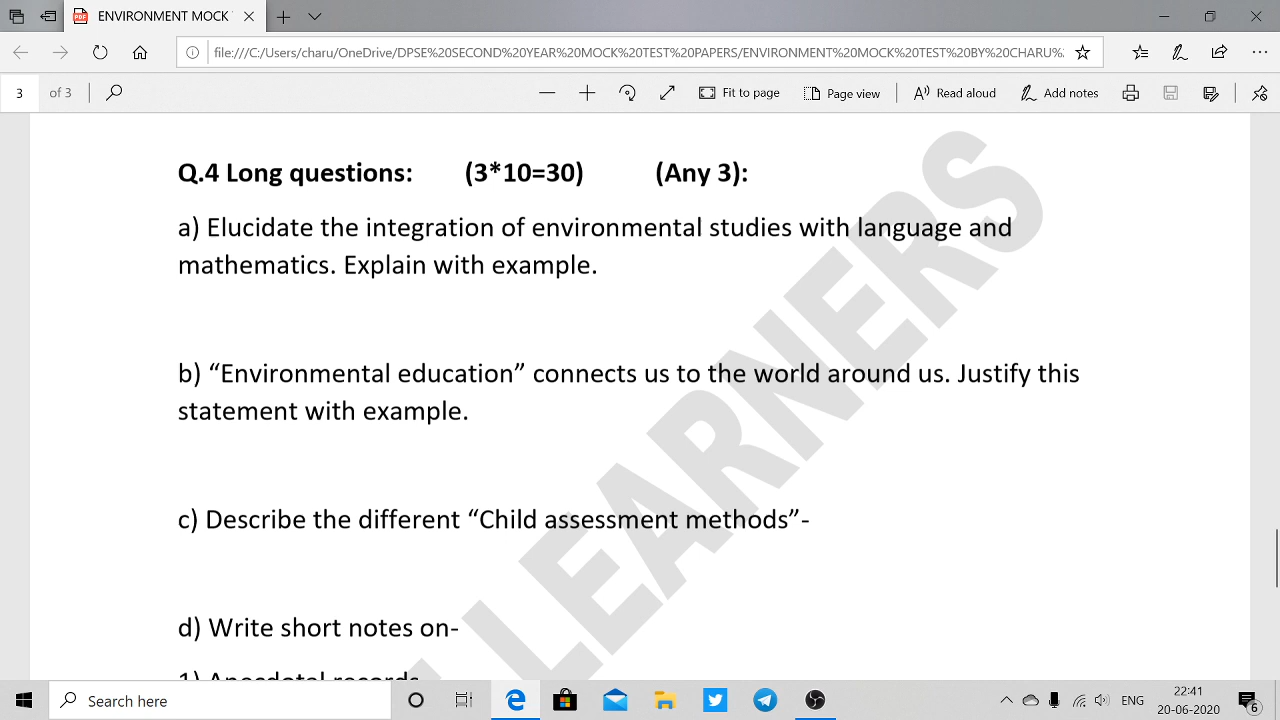 ENVIRONMENT MOCK
file:///C:/Users/charu/OneDrive/DPSE%20SECOND%20YEAR%20MOCK%20TEST%20PAPERS/ENVIRONMENT%20MOCK%20TEST%20BY%20CHARU%
3 of 3 Fit to page Page view Read aloud Add notes
Q.4 Long questions: (3*10=30) (Any 3):
a) Elucidate the integration of environmental studies with language and
mathematics. Explain with example.
b) “Environmental education” connects us to the world around us. Justify this
statement with example.
c) Describe the different “Child assessment methods”-
d) Write short notes on-
1) Anecdotal records
LEARNERS
Search here
ENG
22:41
20-06-2020
6